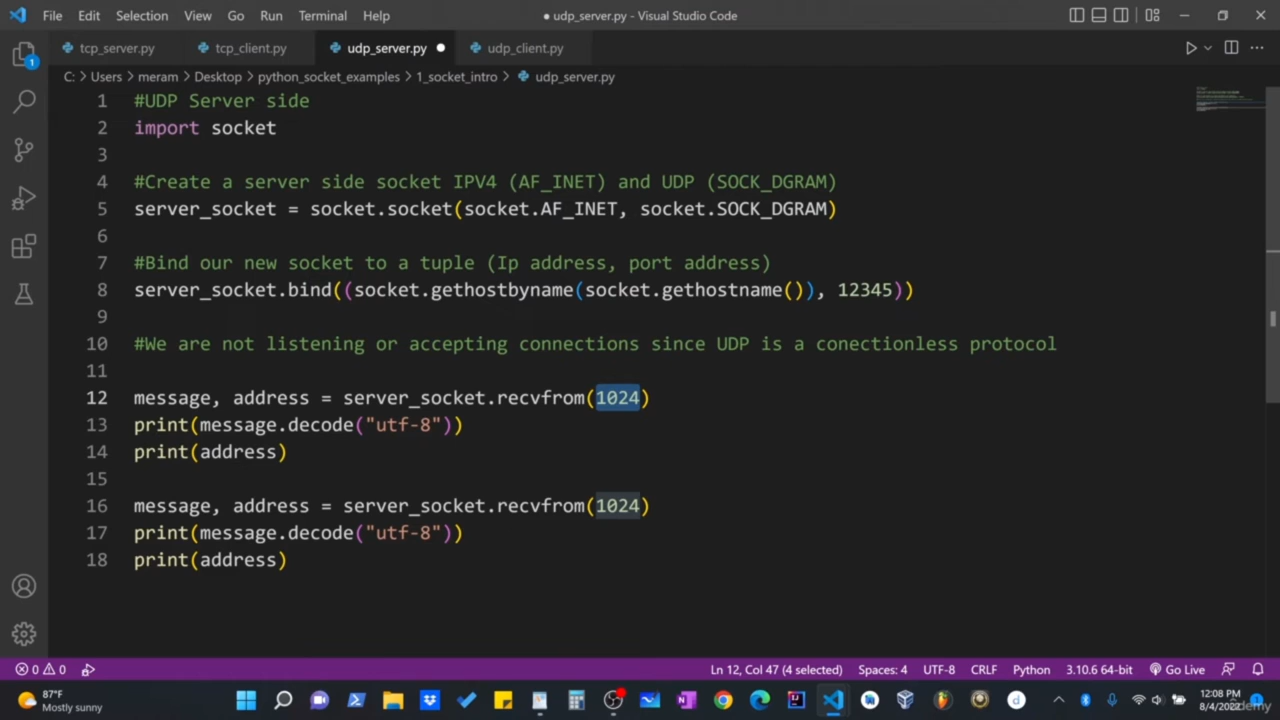 File Edit Selection View Go Run Terminal Help ● udp_server.py - Visual Studio Code
tcp_server.py tcp_client.py udp_server.py ● udp_client.py
C: > Users > meram > Desktop > python_socket_examples > 1_socket_intro > udp_server.py
1 #UDP Server side
2 import socket
3
4 #Create a server side socket IPV4 (AF_INET) and UDP (SOCK_DGRAM)
5 server_socket = socket.socket(socket.AF_INET, socket.SOCK_DGRAM)
6
7 #Bind our new socket to a tuple (Ip address, port address)
8 server_socket.bind((socket.gethostbyname(socket.gethostname()), 12345))
9
10 #We are not listening or accepting connections since UDP is a conectionless protocol
11
12 message, address = server_socket.recvfrom(1024)
13 print(message.decode("utf-8"))
14 print(address)
15
16 message, address = server_socket.recvfrom(1024)
17 print(message.decode("utf-8"))
18 print(address)
1
0 0 Ln 12, Col 47 (4 selected) Spaces: 4 UTF-8 CRLF Python 3.10.6 64-bit Go Live
87°F
Mostly sunny
12:08 PM
8/4/2022